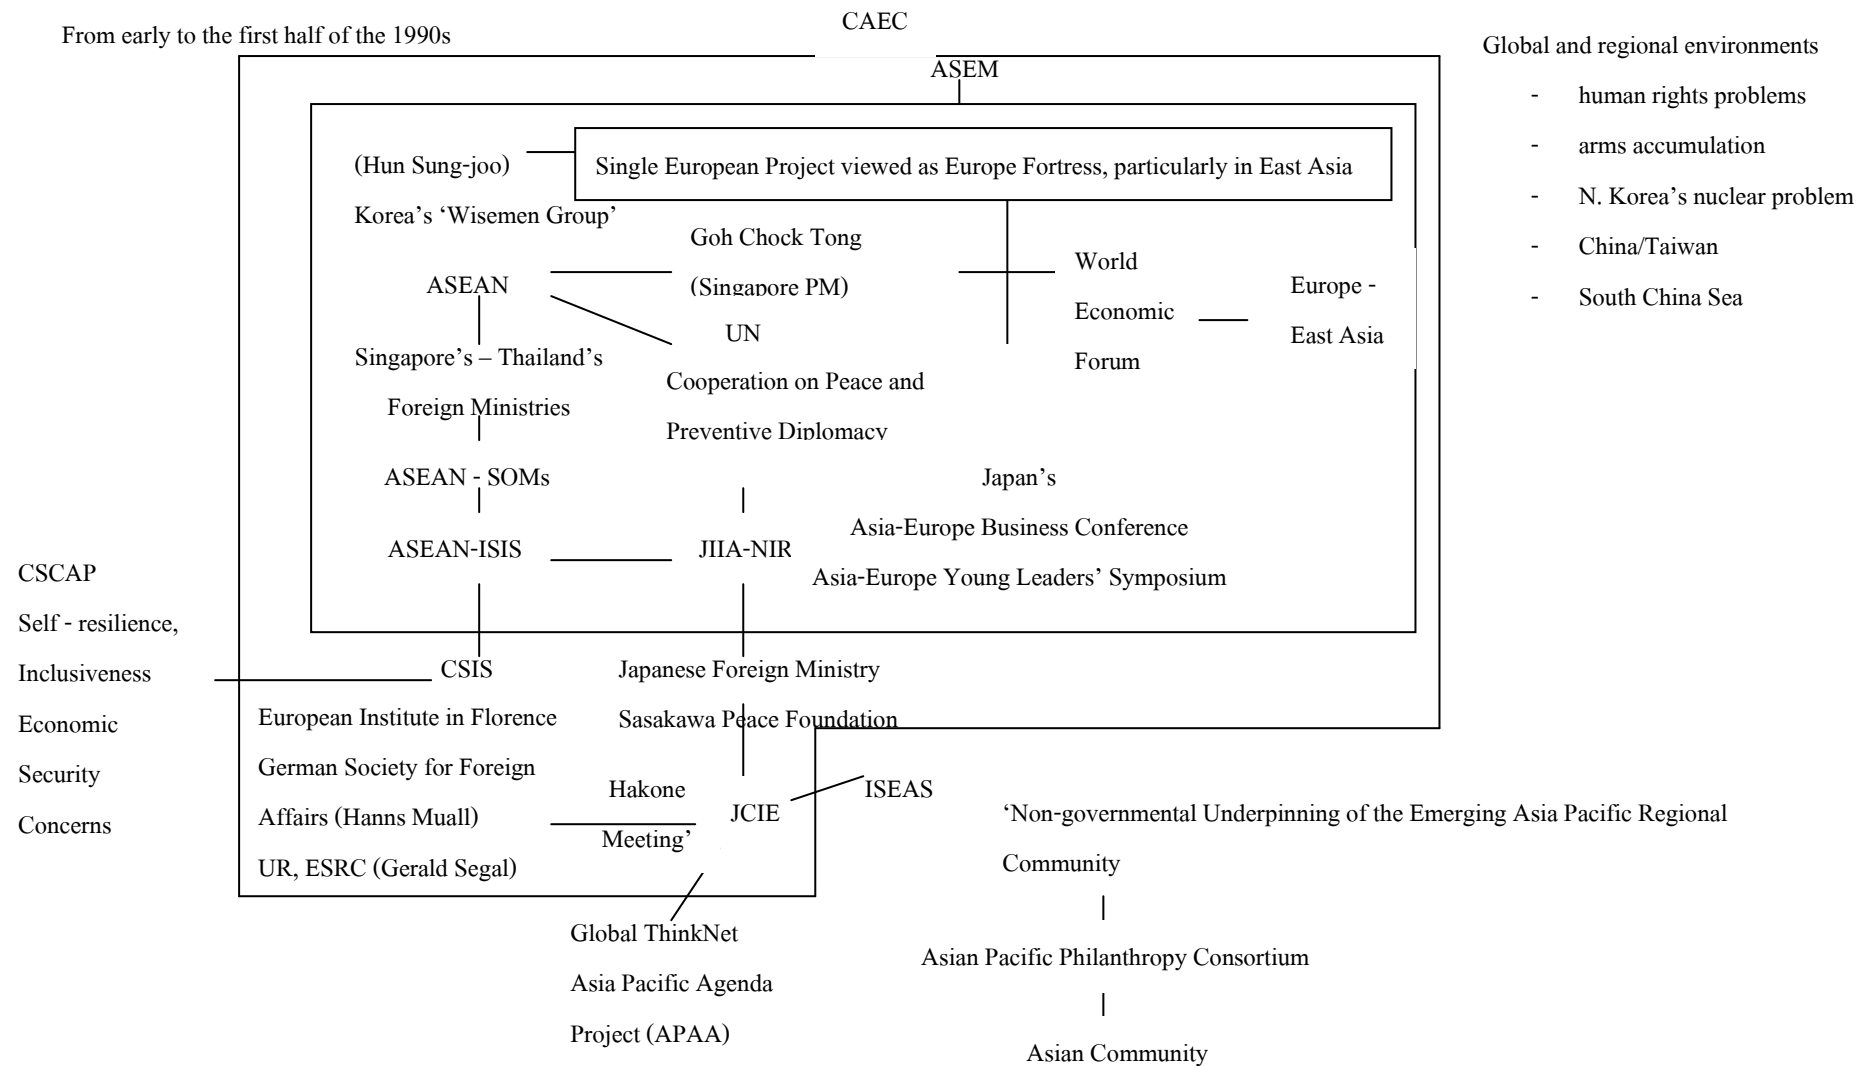 From early to the first half of the 1990s
CAEC
ASEM
Global and regional environments
- human rights problems
- arms accumulation
- N. Korea’s nuclear problem
- China/Taiwan
- South China Sea
(Hun Sung-joo)
Korea’s ‘Wisemen Group’
Single European Project viewed as Europe Fortress, particularly in East Asia
Goh Chock Tong
(Singapore PM)
World
Economic
Forum
Europe -
East Asia
ASEAN
UN
Cooperation on Peace and
Preventive Diplomacy
Singapore’s – Thailand’s
Foreign Ministries
ASEAN - SOMs
Japan’s
Asia-Europe Business Conference
Asia-Europe Young Leaders’ Symposium
ASEAN-ISIS
JIIA-NIR
CSCAP
Self - resilience,
Inclusiveness
Economic
Security
Concerns
CSIS
Japanese Foreign Ministry
Sasakawa Peace Foundation
European Institute in Florence
German Society for Foreign
Affairs (Hanns Muall)
UR, ESRC (Gerald Segal)
Hakone
Meeting’
JCIE
ISEAS
‘Non-governmental Underpinning of the Emerging Asia Pacific Regional
Community
Global ThinkNet
Asia Pacific Agenda
Project (APAA)
Asian Pacific Philanthropy Consortium
Asian Community